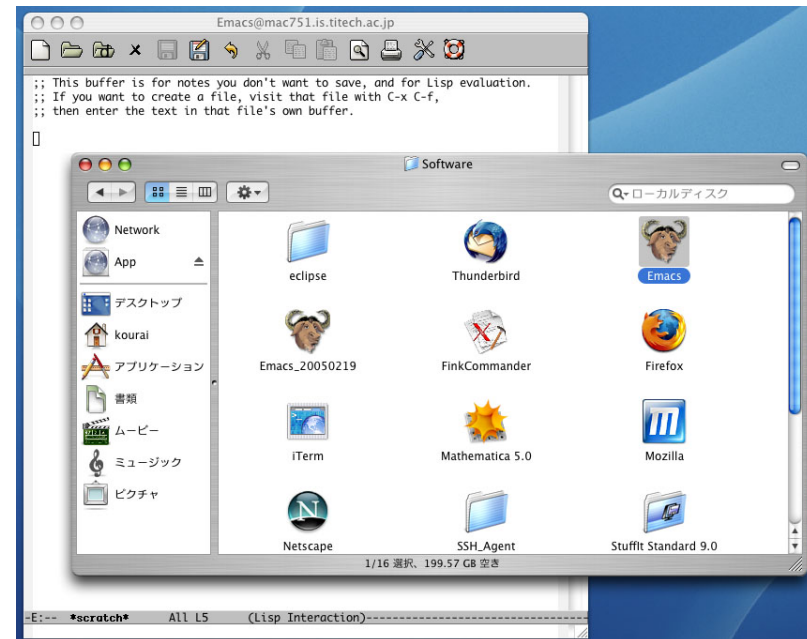 Emacs@mac751.is.titech.ac.jp
;; This buffer is for notes you don't want to save, and for Lisp evaluation.
;; If you want to create a file, visit that file with C-x C-f,
;; then enter the text in that file's own buffer.
Software
ローカルディスク
Network
App
デスクトップ
kourai
アプリケーション
書類
ムービー
ミュージック
ピクチャ
eclipse
Thunderbird
Emacs
Emacs_20050219
FinkCommander
Firefox
iTerm
Mathematica 5.0
Mozilla
Netscape
SSH_Agent
StuffIt Standard 9.0
1/16 選択、199.57 GB 空き
-E:-- *scratch* All L5 (Lisp Interaction)--------------------------------